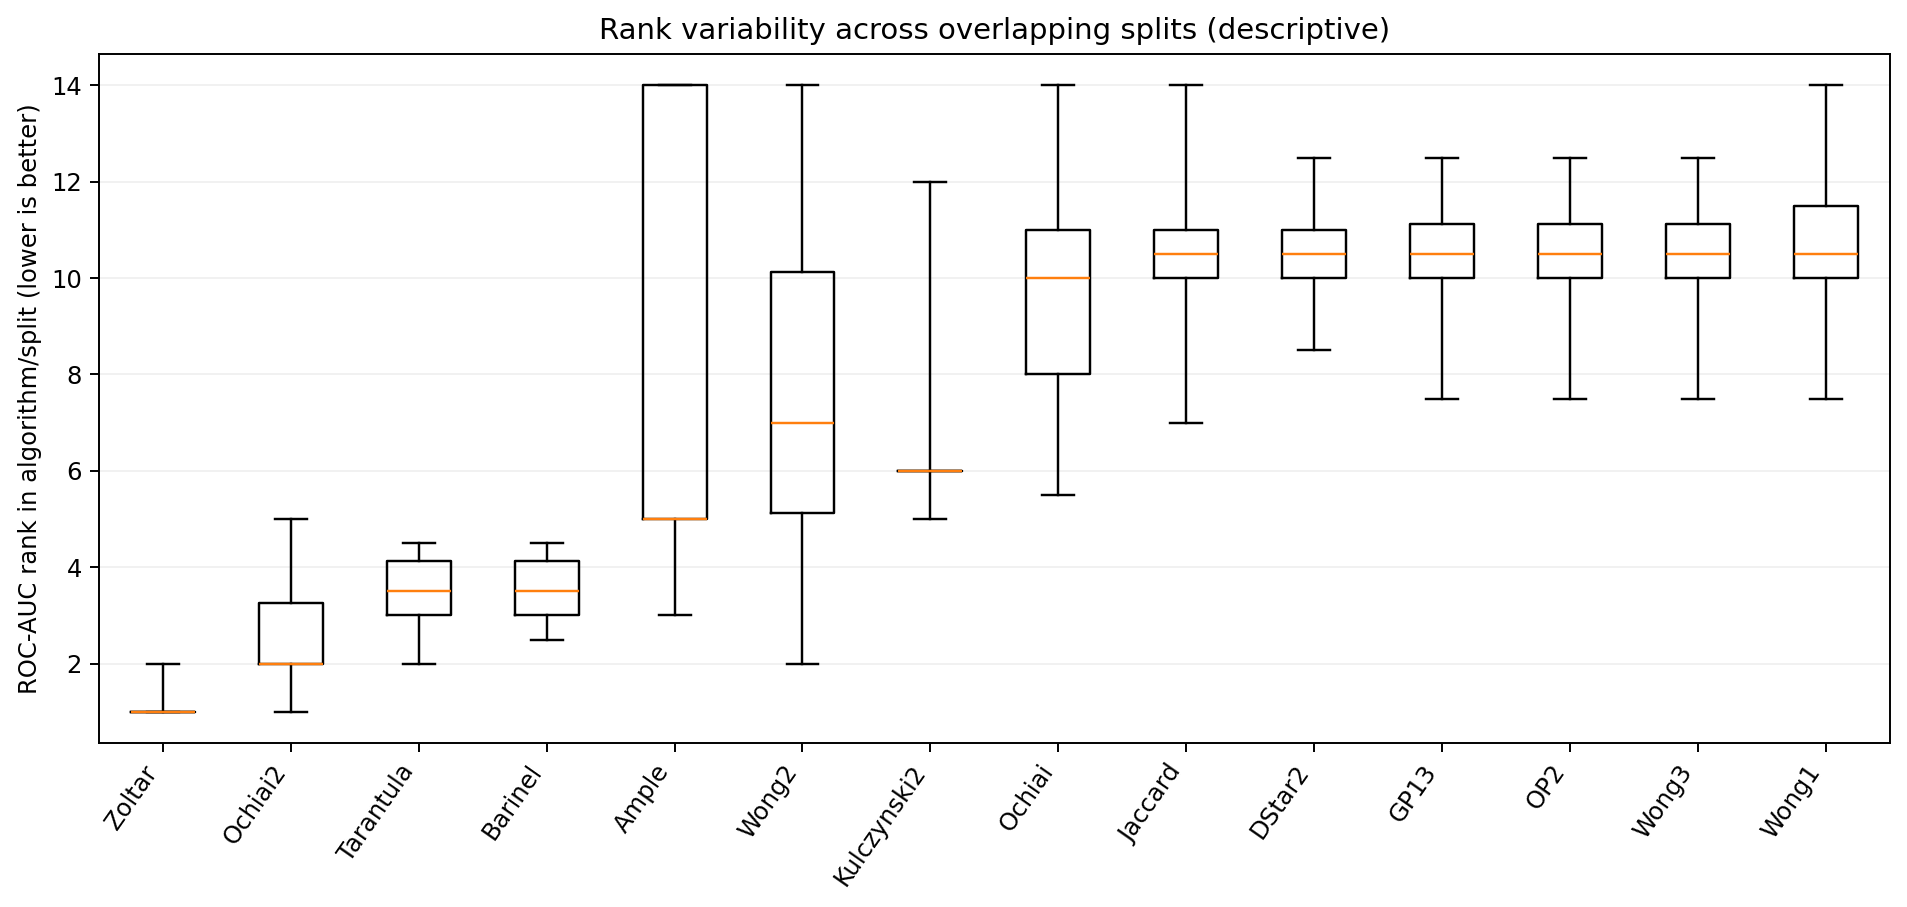 Rank variability across overlapping splits (descriptive)
ROC-AUC rank in algorithm/split (lower is better)
14
12
10
8
6
4
2
Zoltar
Ochiai2
Tarantula
Barinel
Ample
Wong2
Kulczynski2
Ochiai
Jaccard
DStar2
GP13
OP2
Wong3
Wong1